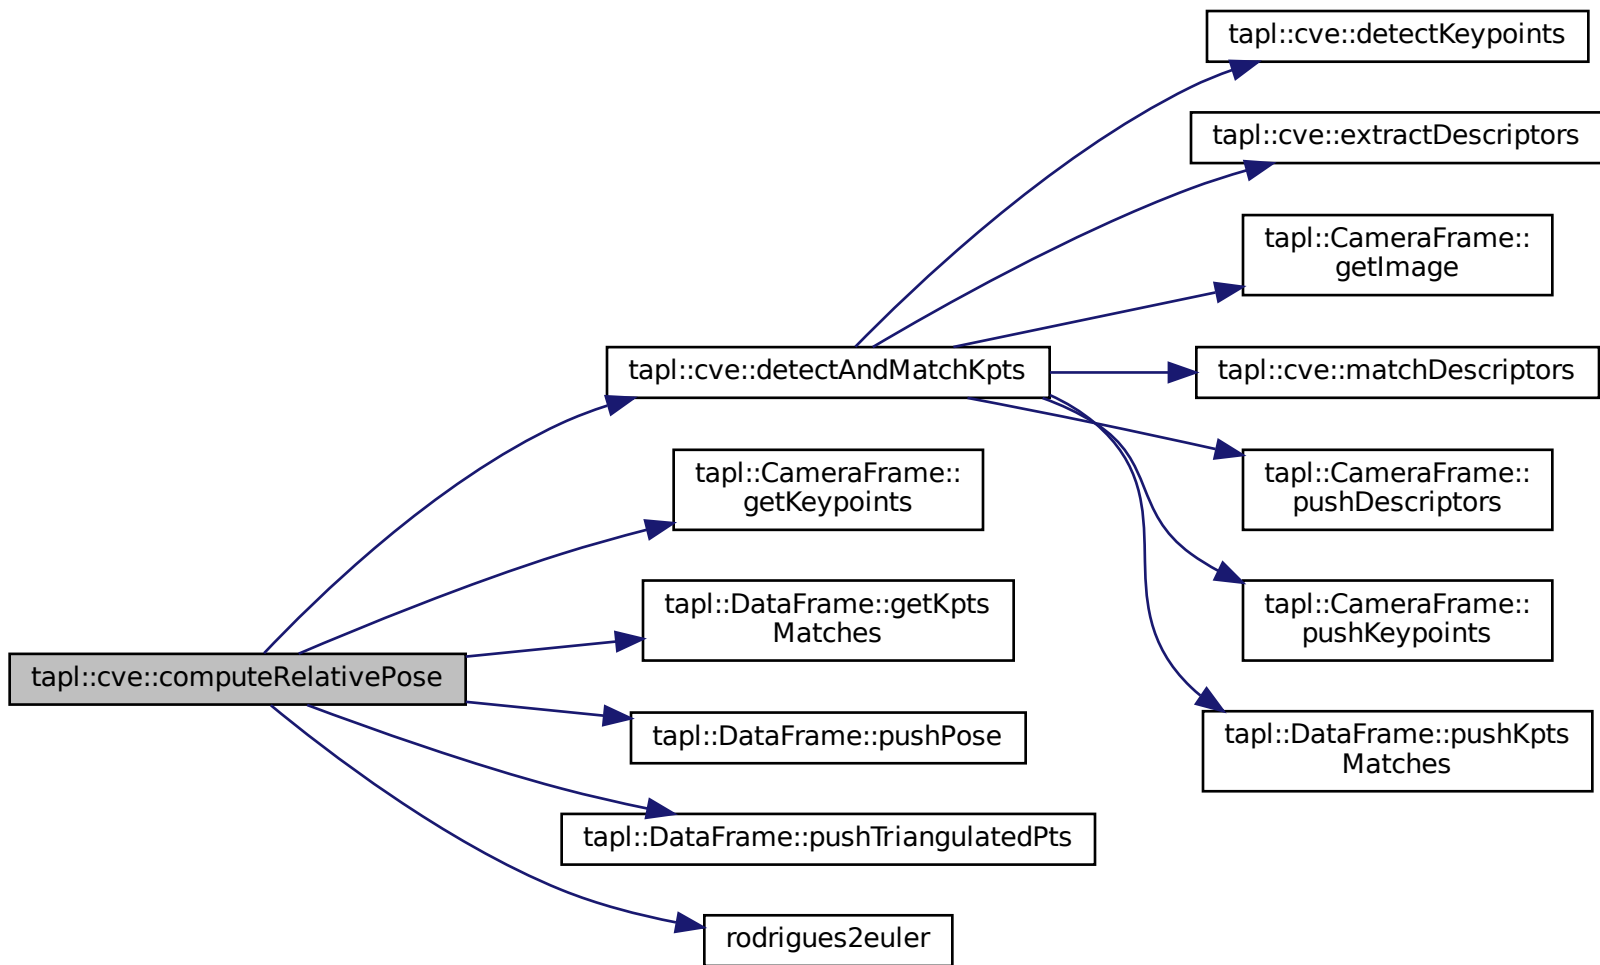 tapl::cve::detectKeypoints
tapl::cve::extractDescriptors
tapl::CameraFrame::
getImage
tapl::cve::detectAndMatchKpts
tapl::cve::matchDescriptors
tapl::CameraFrame::
getKeypoints
tapl::CameraFrame::
pushDescriptors
tapl::DataFrame::getKpts
Matches
tapl::CameraFrame::
pushKeypoints
tapl::cve::computeRelativePose
tapl::DataFrame::pushPose
tapl::DataFrame::pushKpts
Matches
tapl::DataFrame::pushTriangulatedPts
rodrigues2euler